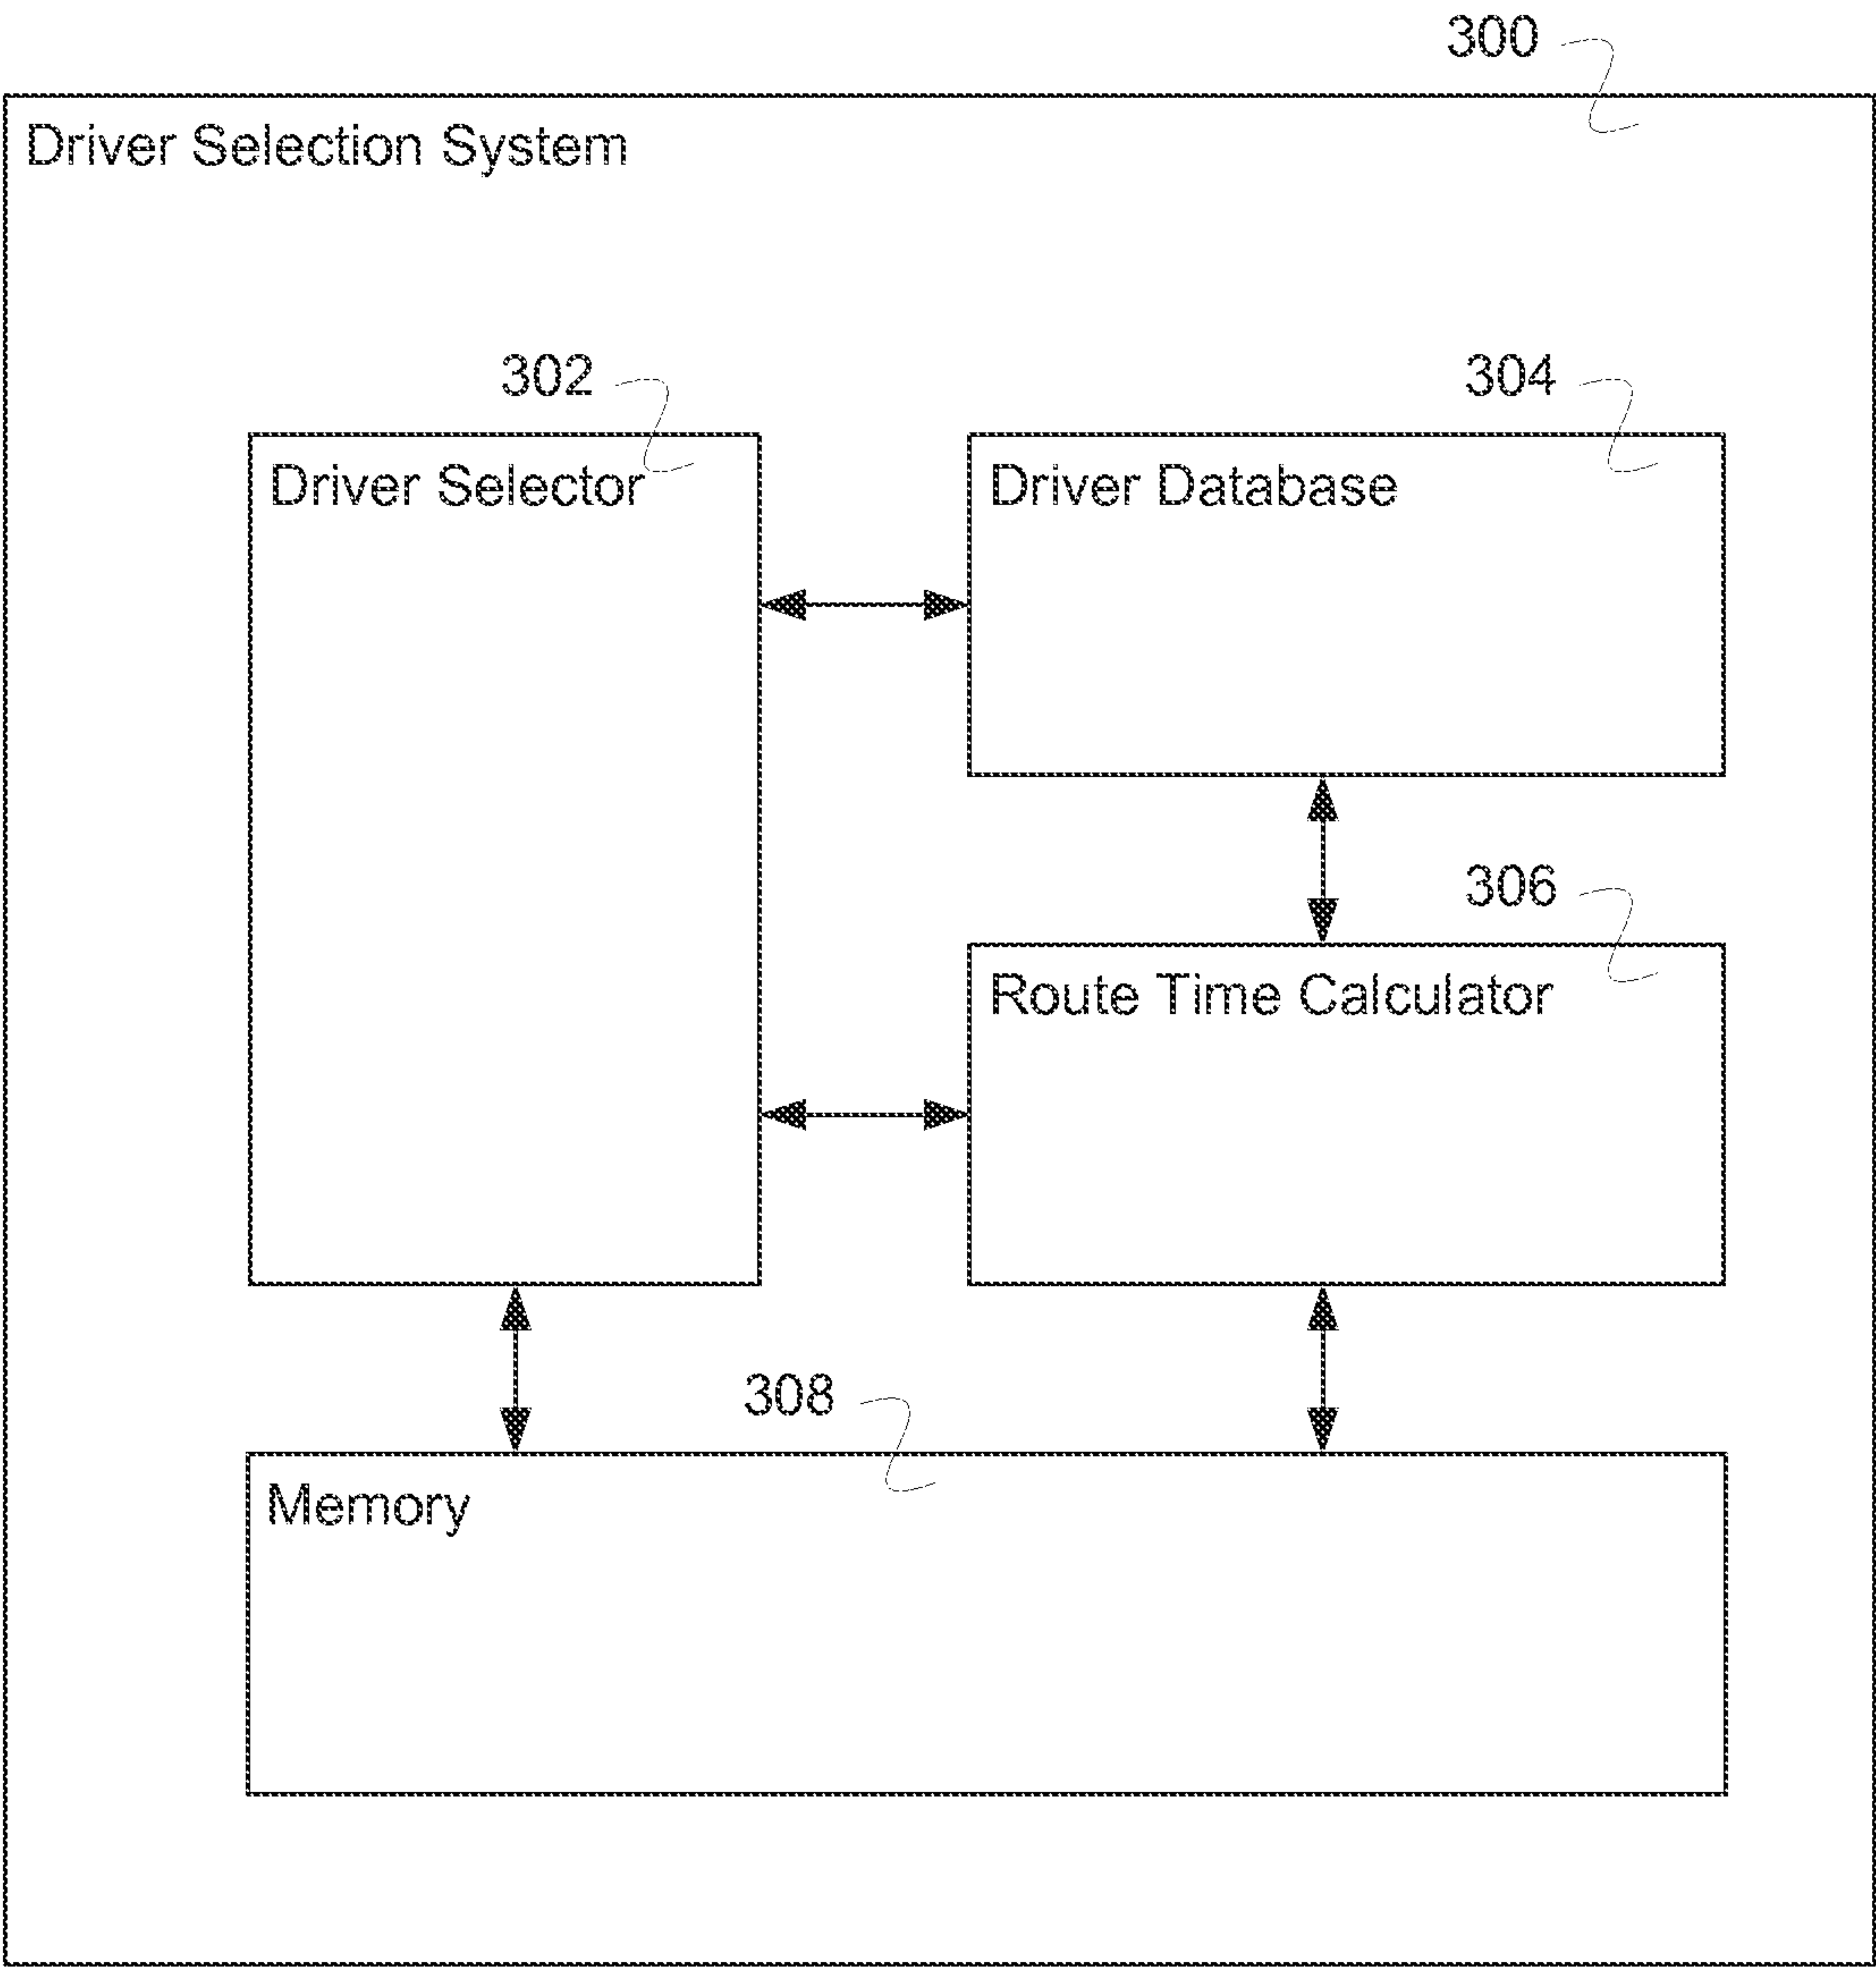 300
Driver Selection System
302
304
Driver Selector
Driver Database
306
Route Time Calculator
308
Memory